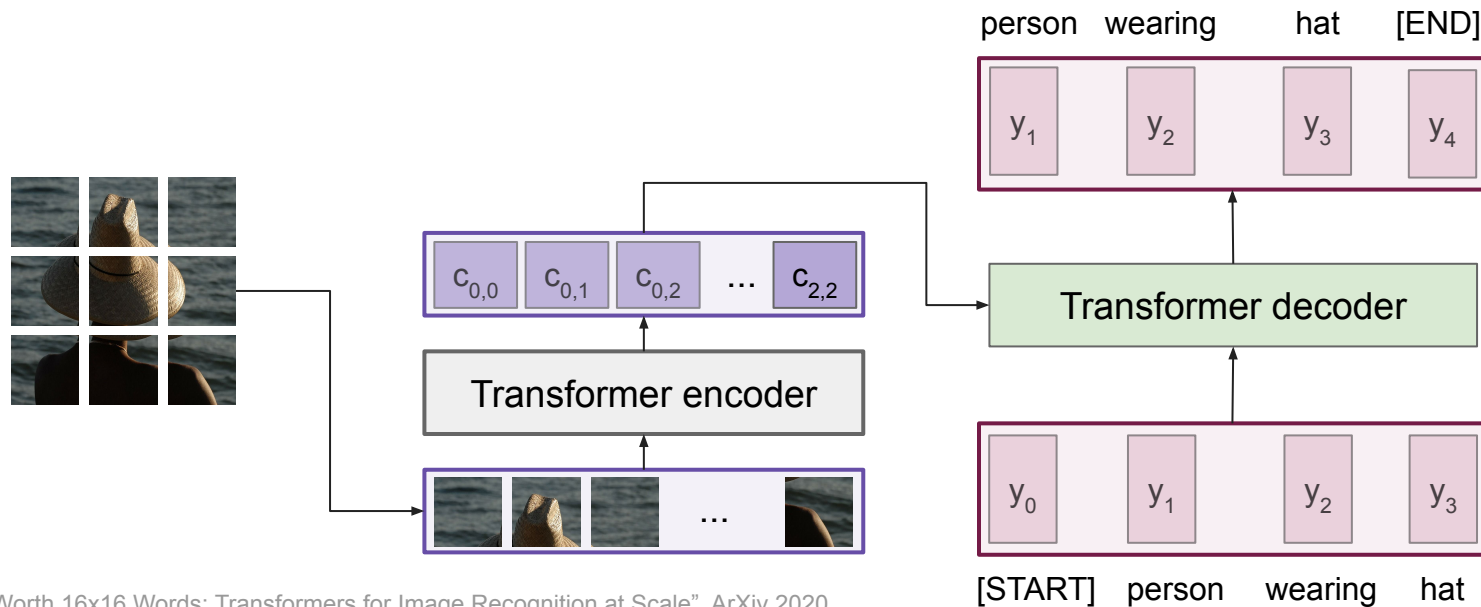 person wearing hat [END]
y1 y2 y3 y4
c0,0 c0,1 c0,2 ... c2,2
Transformer decoder
Transformer encoder
y0 y1 y2 y3
...
[START] person wearing hat
Worth 16x16 Words: Transformers for Image Recognition at Scale", ArXiv 2020